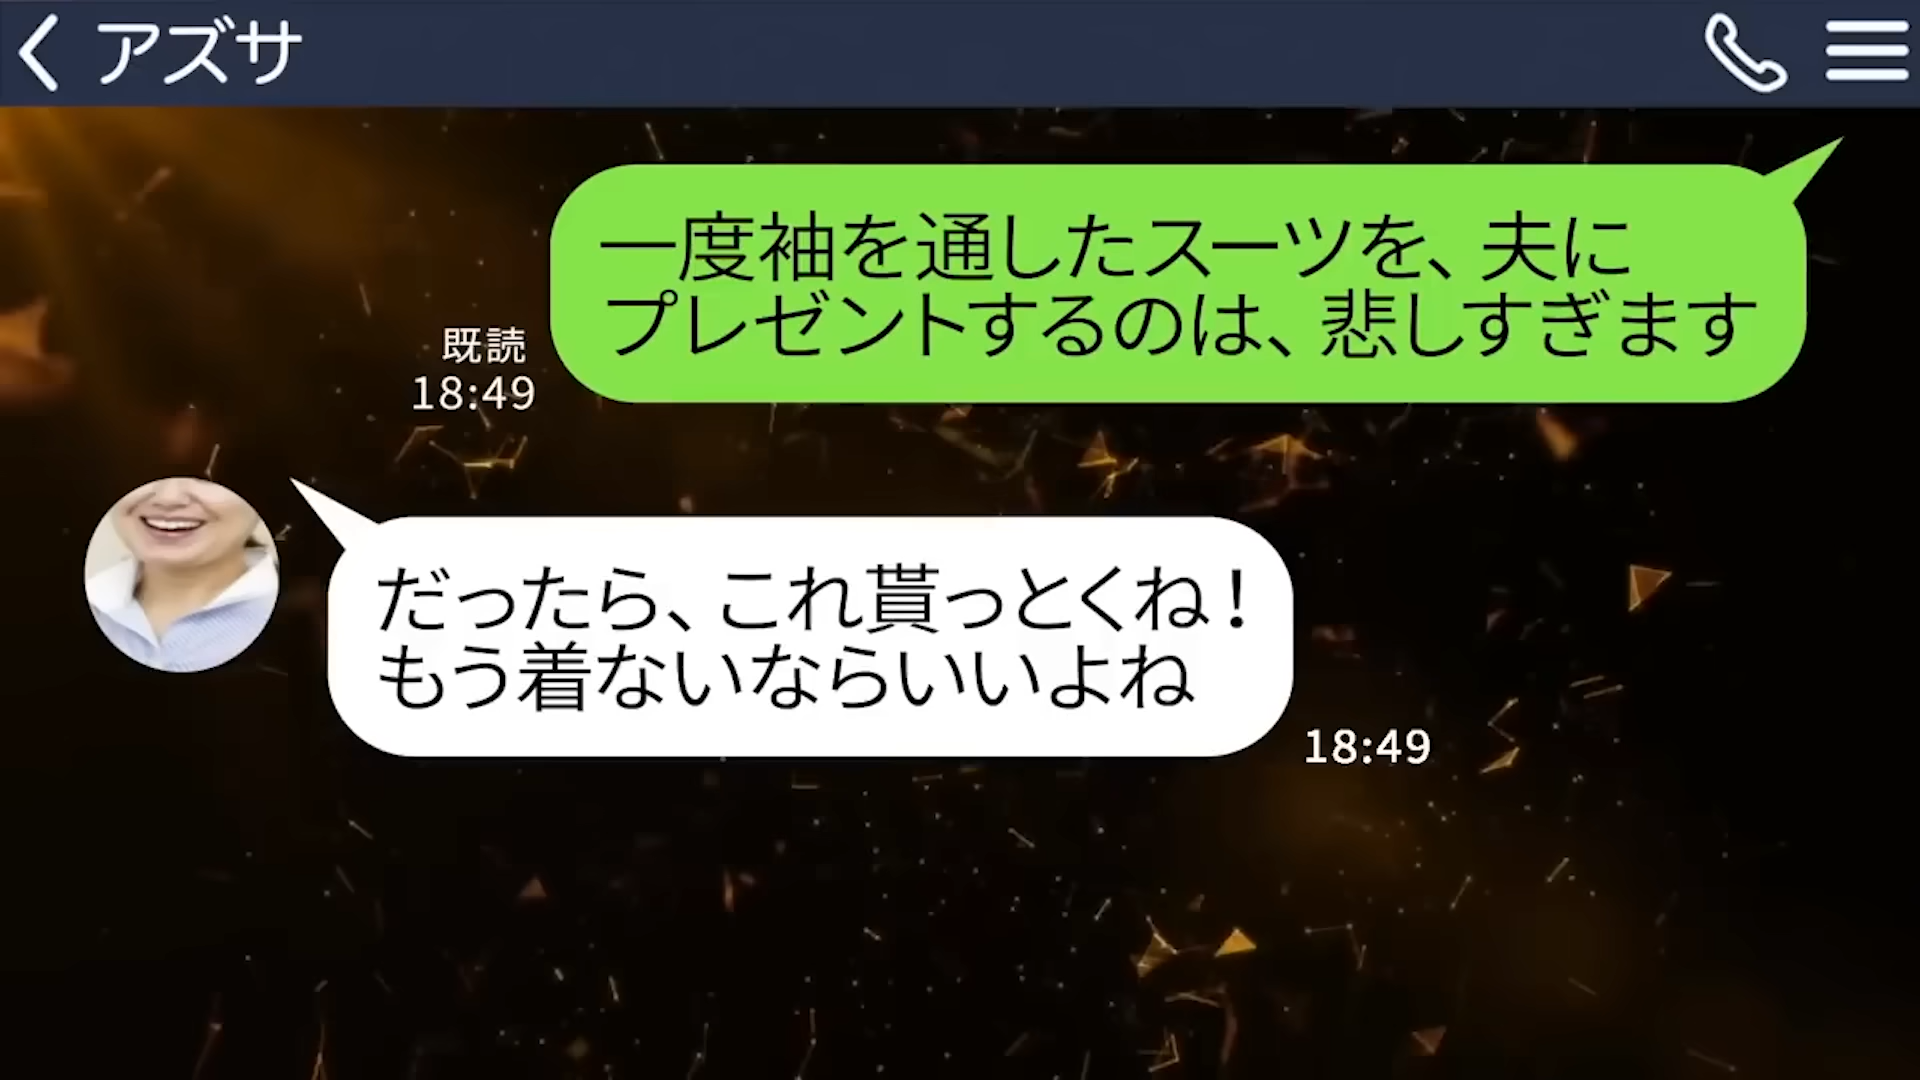 アズサ
一度袖を通したスーツを、夫に
プレゼントするのは、悲しすぎます
既読
18:49
だったら、これ貰っとくね！
もう着ないならいいよね
18:49